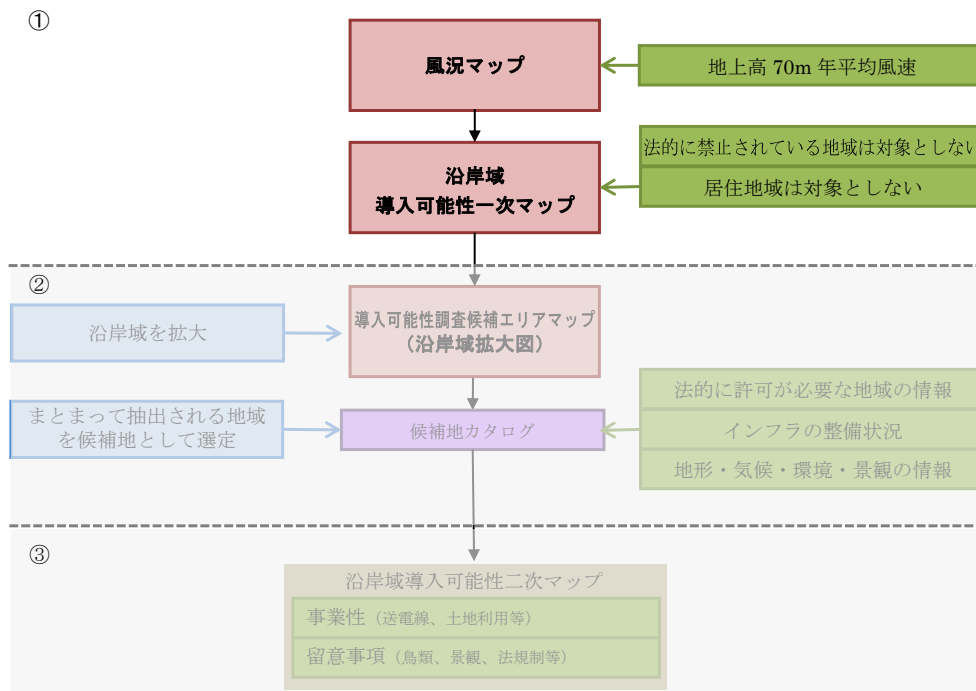 ①
風況マップ
地上高 70m 年平均風速
沿岸域
導入可能性一次マップ
法的に禁止されている地域は対象としない
居住地域は対象としない
②
沿岸域を拡大
導入可能性調査候補エリアマップ
（沿岸域拡大図）
まとまって抽出される地域
を候補地として選定
候補地カタログ
法的に許可が必要な地域の情報
インフラの整備状況
地形・気候・環境・景観の情報
③
沿岸域導入可能性二次マップ
事業性（送電線、土地利用等）
留意事項（鳥類、景観、法規制等）